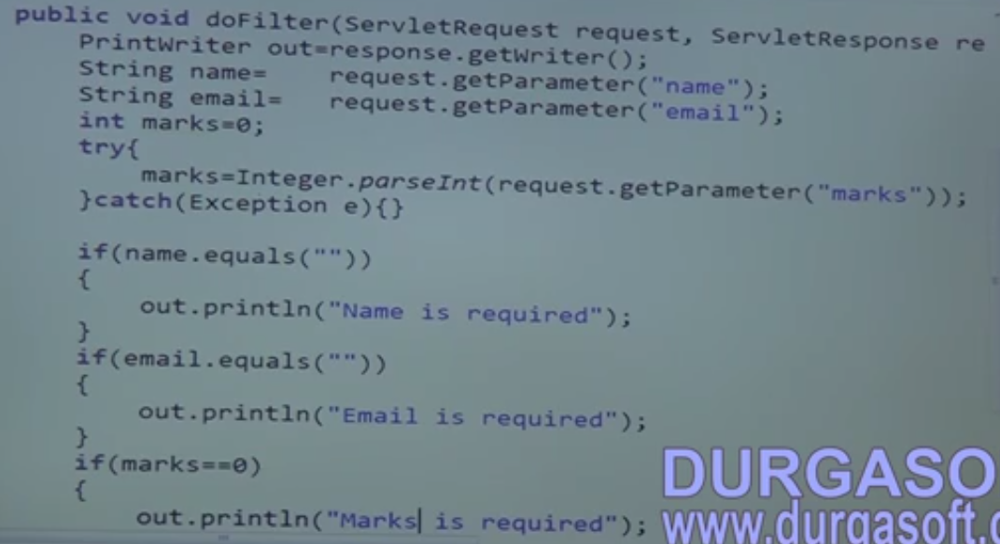 public void doFilter(ServletRequest request, ServletResponse re
PrintWriter out=response.getWriter();
String name= request.getParameter("name");
String email= request.getParameter("email");
int marks=0;
try{
marks=Integer.parseInt(request.getParameter("marks"));
}catch(Exception e){}
if(name.equals(""))
{
out.println("Name is required");
}
if(email.equals(""))
{
out.println("Email is required");
}
if(marks==0)
{
out.println("Marks is required");
DURGASO
www.durgasoft.c